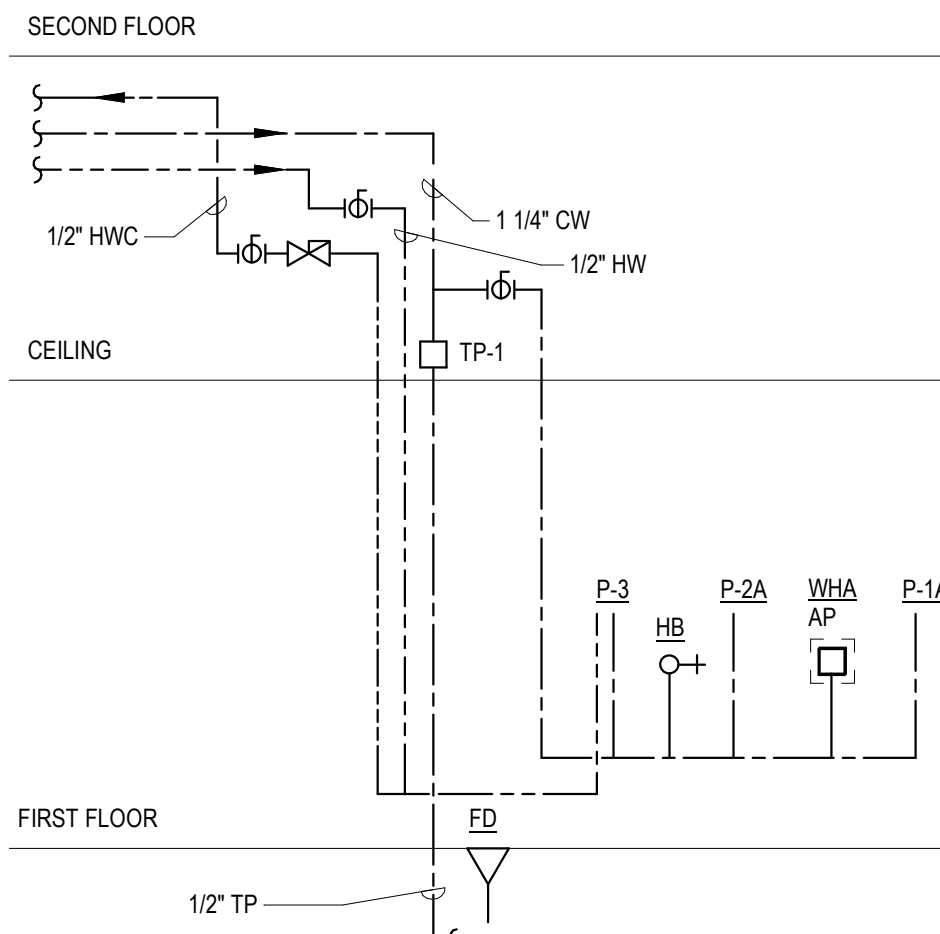 SECOND FLOOR
1/2" HWC
1 1/4" CW
1/2" HW
CEILING
TP-1
P-3
P-2A
WHA
AP
P-1A
HB
FIRST FLOOR
FD
1/2" TP